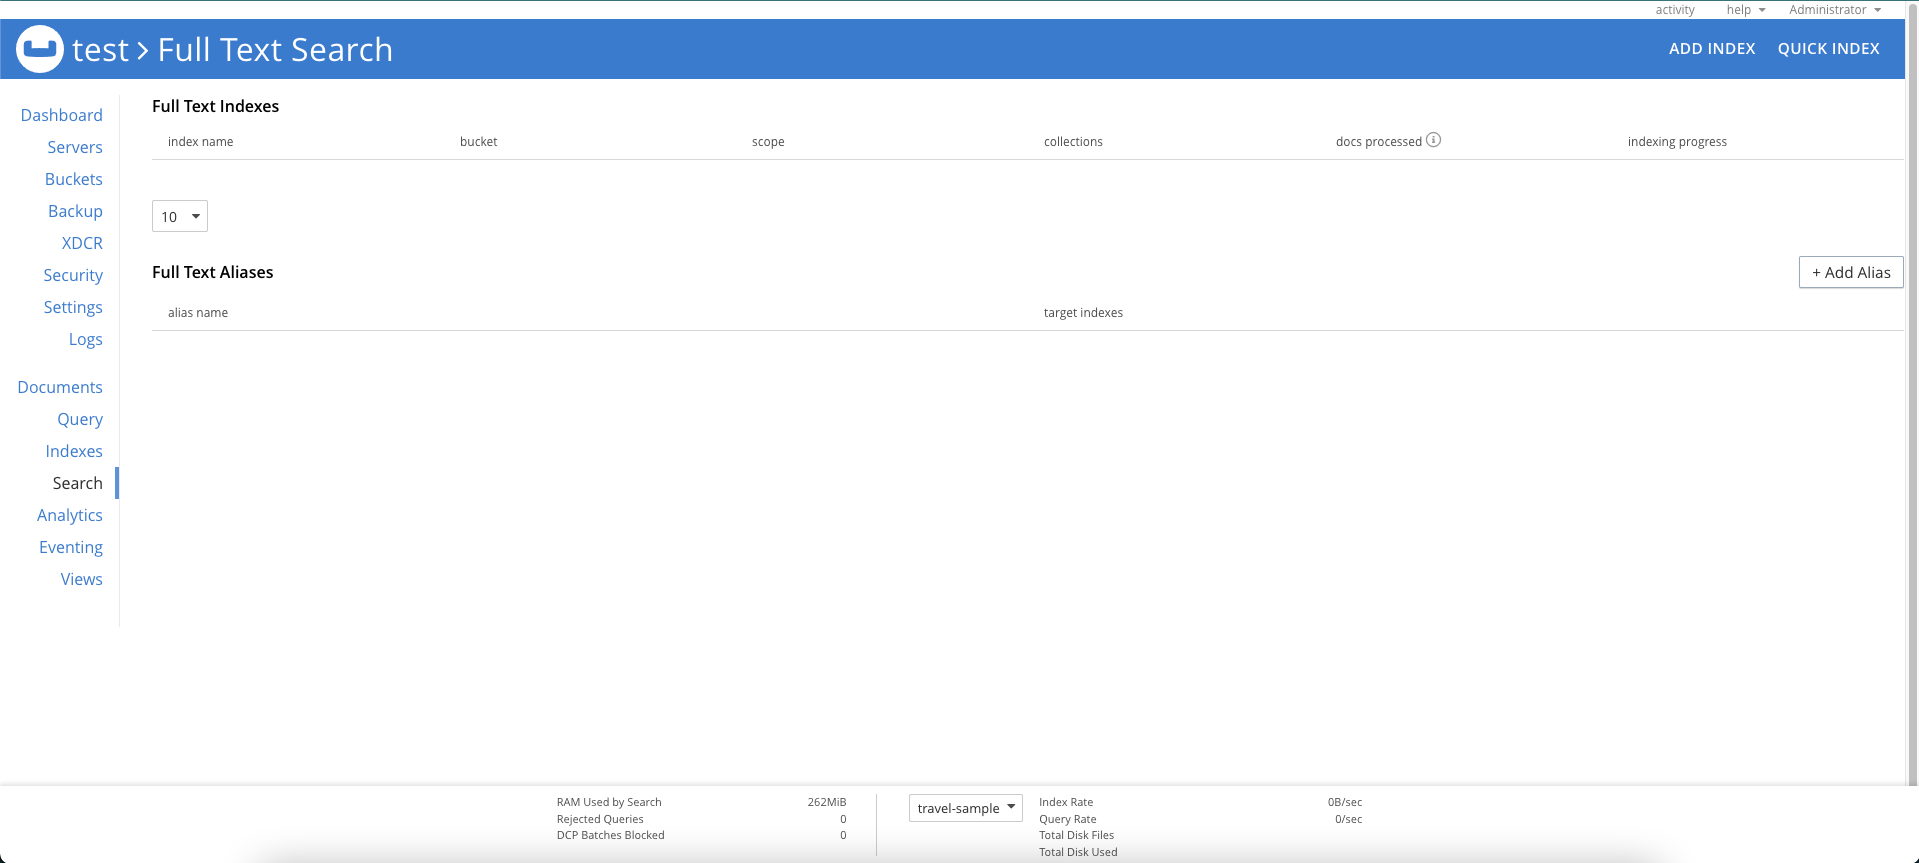 activity help Administrator
test > Full Text Search ADD INDEX QUICK INDEX
Dashboard
Servers
Buckets
Backup
XDCR
Security
Settings
Logs
Documents
Query
Indexes
Search
Analytics
Eventing
Views
Full Text Indexes
index name bucket scope collections docs processed indexing progress
10
Full Text Aliases + Add Alias
alias name target indexes
RAM Used by Search 262MiB
Rejected Queries 0
DCP Batches Blocked 0
travel-sample
Index Rate 0B/sec
Query Rate 0/sec
Total Disk Files
Total Disk Used